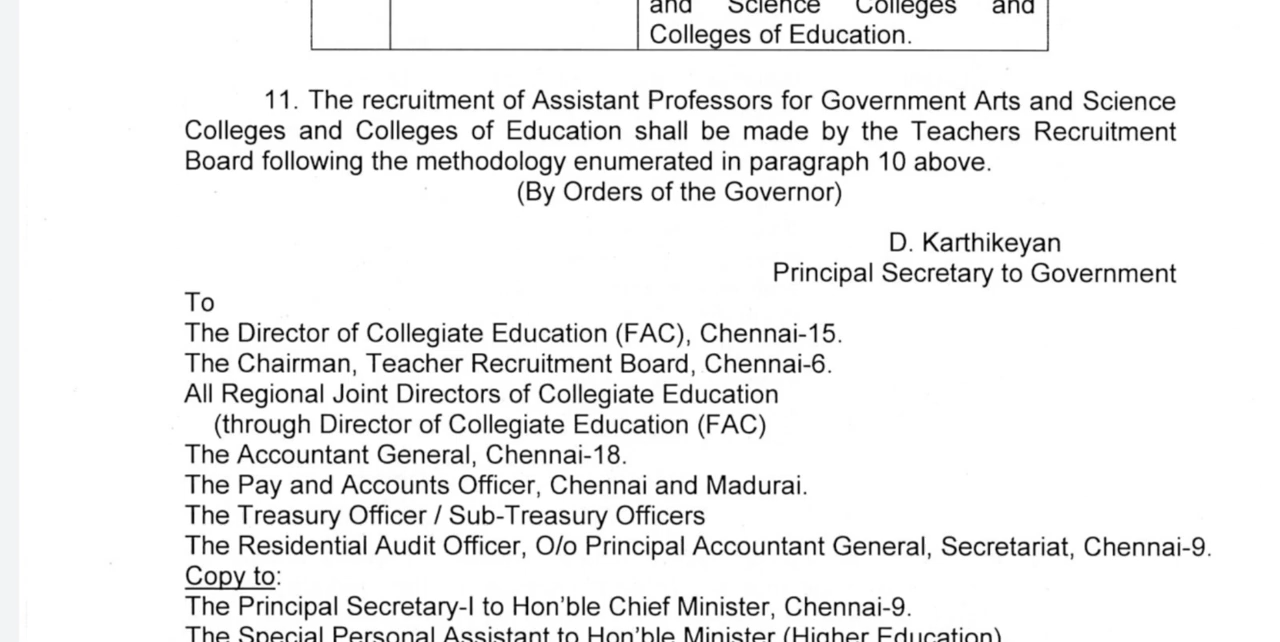 and Science Colleges and
Colleges of Education.
11. The recruitment of Assistant Professors for Government Arts and Science
Colleges and Colleges of Education shall be made by the Teachers Recruitment
Board following the methodology enumerated in paragraph 10 above.
(By Orders of the Governor)
D. Karthikeyan
Principal Secretary to Government
To
The Director of Collegiate Education (FAC), Chennai-15.
The Chairman, Teacher Recruitment Board, Chennai-6.
All Regional Joint Directors of Collegiate Education
(through Director of Collegiate Education (FAC)
The Accountant General, Chennai-18.
The Pay and Accounts Officer, Chennai and Madurai.
The Treasury Officer / Sub-Treasury Officers
The Residential Audit Officer, O/o Principal Accountant General, Secretariat, Chennai-9.
Copy to:
The Principal Secretary-I to Hon'ble Chief Minister, Chennai-9.
The Special Personal Assistant to Hon'ble Minister (Higher Education)